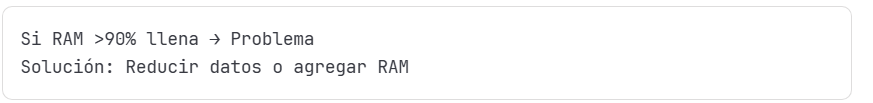 Si RAM >90% llena → Problema
Solución: Reducir datos o agregar RAM